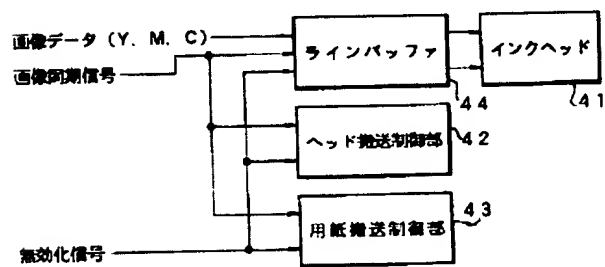 画像データ (Y. M. C)
ラインバッファ
インクヘッド
画像同期信号
44
41
ヘッド搬送制御部
42
用紙搬送制御部
43
無効化信号